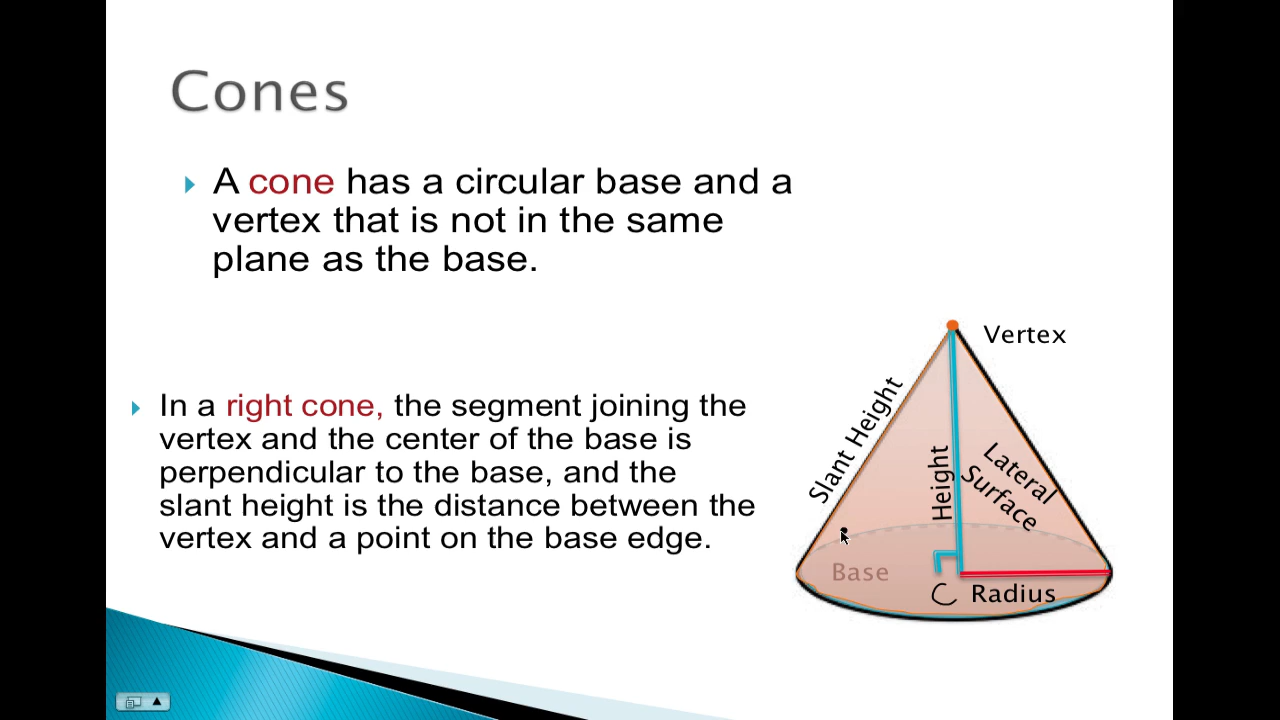 Cones
A cone has a circular base and a
vertex that is not in the same
plane as the base.
In a right cone, the segment joining the
vertex and the center of the base is
perpendicular to the base, and the
slant height is the distance between the
vertex and a point on the base edge.
Vertex
Slant Height
Height
Lateral
Surface
Base
C
Radius